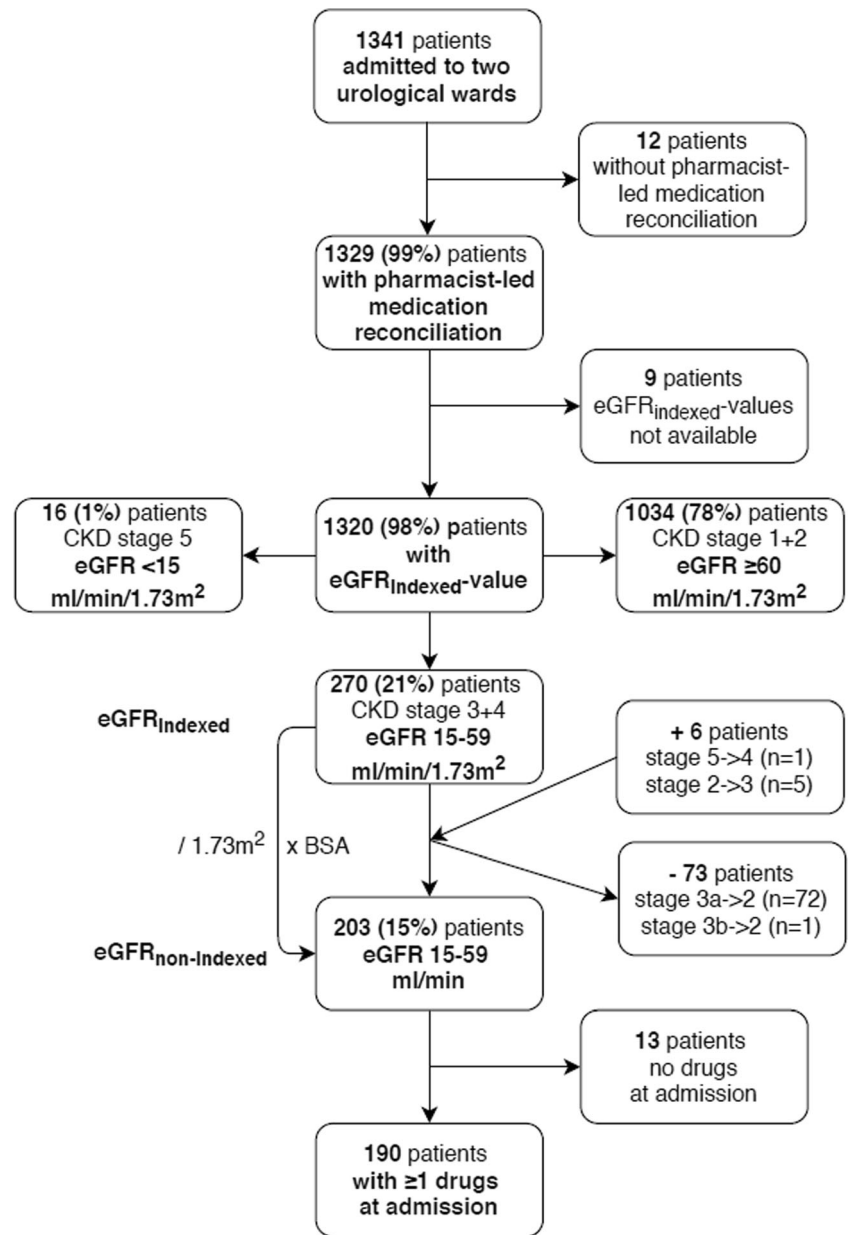 1341 patients
admitted to two
urological wards
12 patients
without pharmacist-
led medication
reconciliation
1329 (99%) patients
with pharmacist-led
medication
reconciliation
9 patients
eGFRindexed-values
not available
16 (1%) patients
CKD stage 5
eGFR <15
ml/min/1.73m²
1320 (98%) patients
with
eGFRIndexed-value
1034 (78%) patients
CKD stage 1+2
eGFR ≥60
ml/min/1.73m²
eGFRIndexed
270 (21%) patients
CKD stage 3+4
eGFR 15-59
ml/min/1.73m²
+ 6 patients
stage 5->4 (n=1)
stage 2->3 (n=5)
/ 1.73m² x BSA
- 73 patients
stage 3a->2 (n=72)
stage 3b->2 (n=1)
eGFRnon-Indexed
203 (15%) patients
eGFR 15-59
ml/min
13 patients
no drugs
at admission
190 patients
with ≥1 drugs
at admission